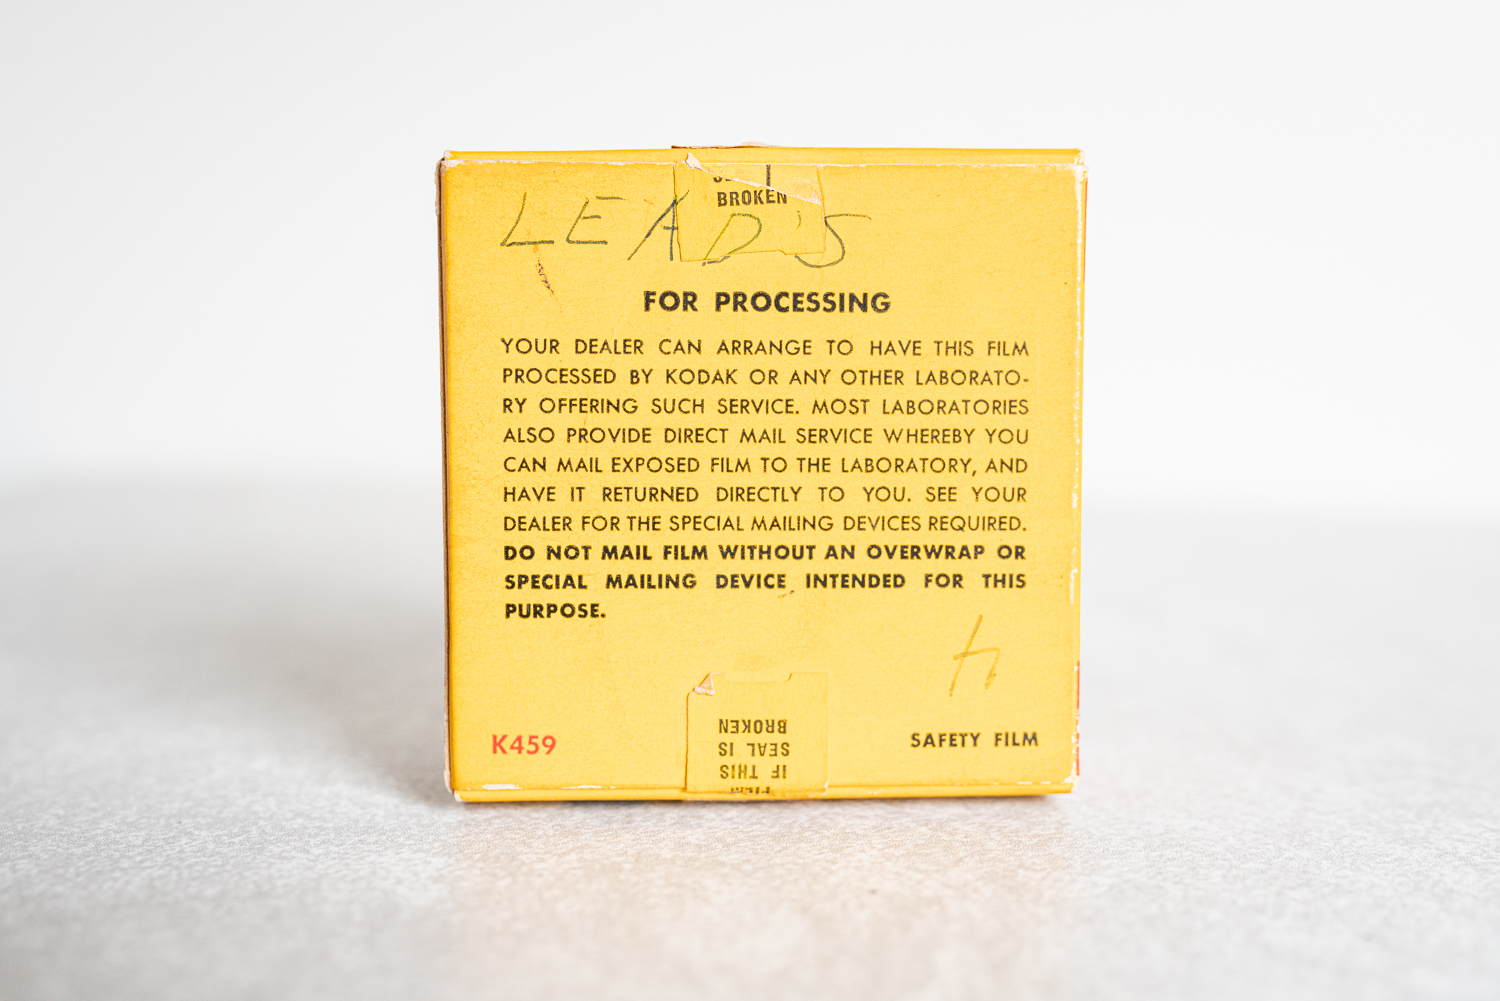 BROKEN
LEAD'S
FOR PROCESSING
YOUR DEALER CAN ARRANGE TO HAVE THIS FILM
PROCESSED BY KODAK OR ANY OTHER LABORATO-
RY OFFERING SUCH SERVICE. MOST LABORATORIES
ALSO PROVIDE DIRECT MAIL SERVICE WHEREBY YOU
CAN MAIL EXPOSED FILM TO THE LABORATORY, AND
HAVE IT RETURNED DIRECTLY TO YOU. SEE YOUR
DEALER FOR THE SPECIAL MAILING DEVICES REQUIRED.
DO NOT MAIL FILM WITHOUT AN OVERWRAP OR
SPECIAL MAILING DEVICE INTENDED FOR THIS
PURPOSE.
K459
IF THIS
SEAL IS
BROKEN
SAFETY FILM